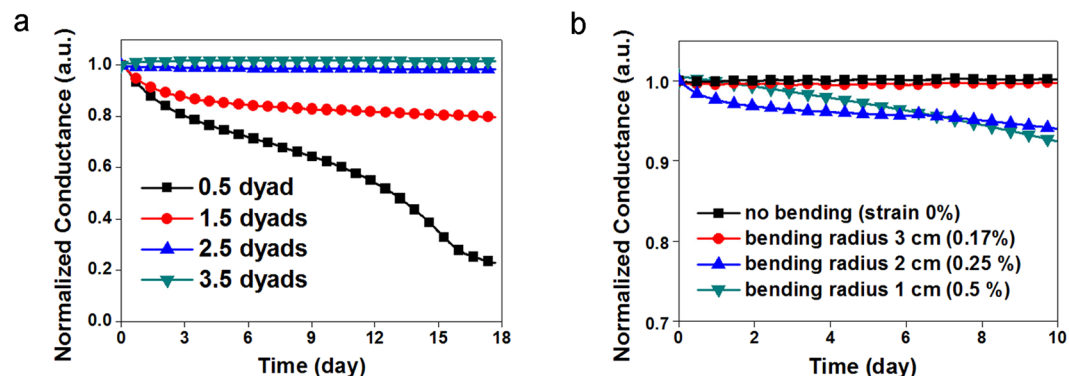 a
Normalized Conductance (a.u.)
1.0
0.8
0.6
0.4
0.2
0.0
0.5 dyad
1.5 dyads
2.5 dyads
3.5 dyads
0 3 6 9 12 15 18
Time (day)
b
Normalized Conductance (a.u.)
1.0
0.9
0.8
0.7
no bending (strain 0%)
bending radius 3 cm (0.17%)
bending radius 2 cm (0.25 %)
bending radius 1 cm (0.5 %)
0 2 4 6 8 10
Time (day)